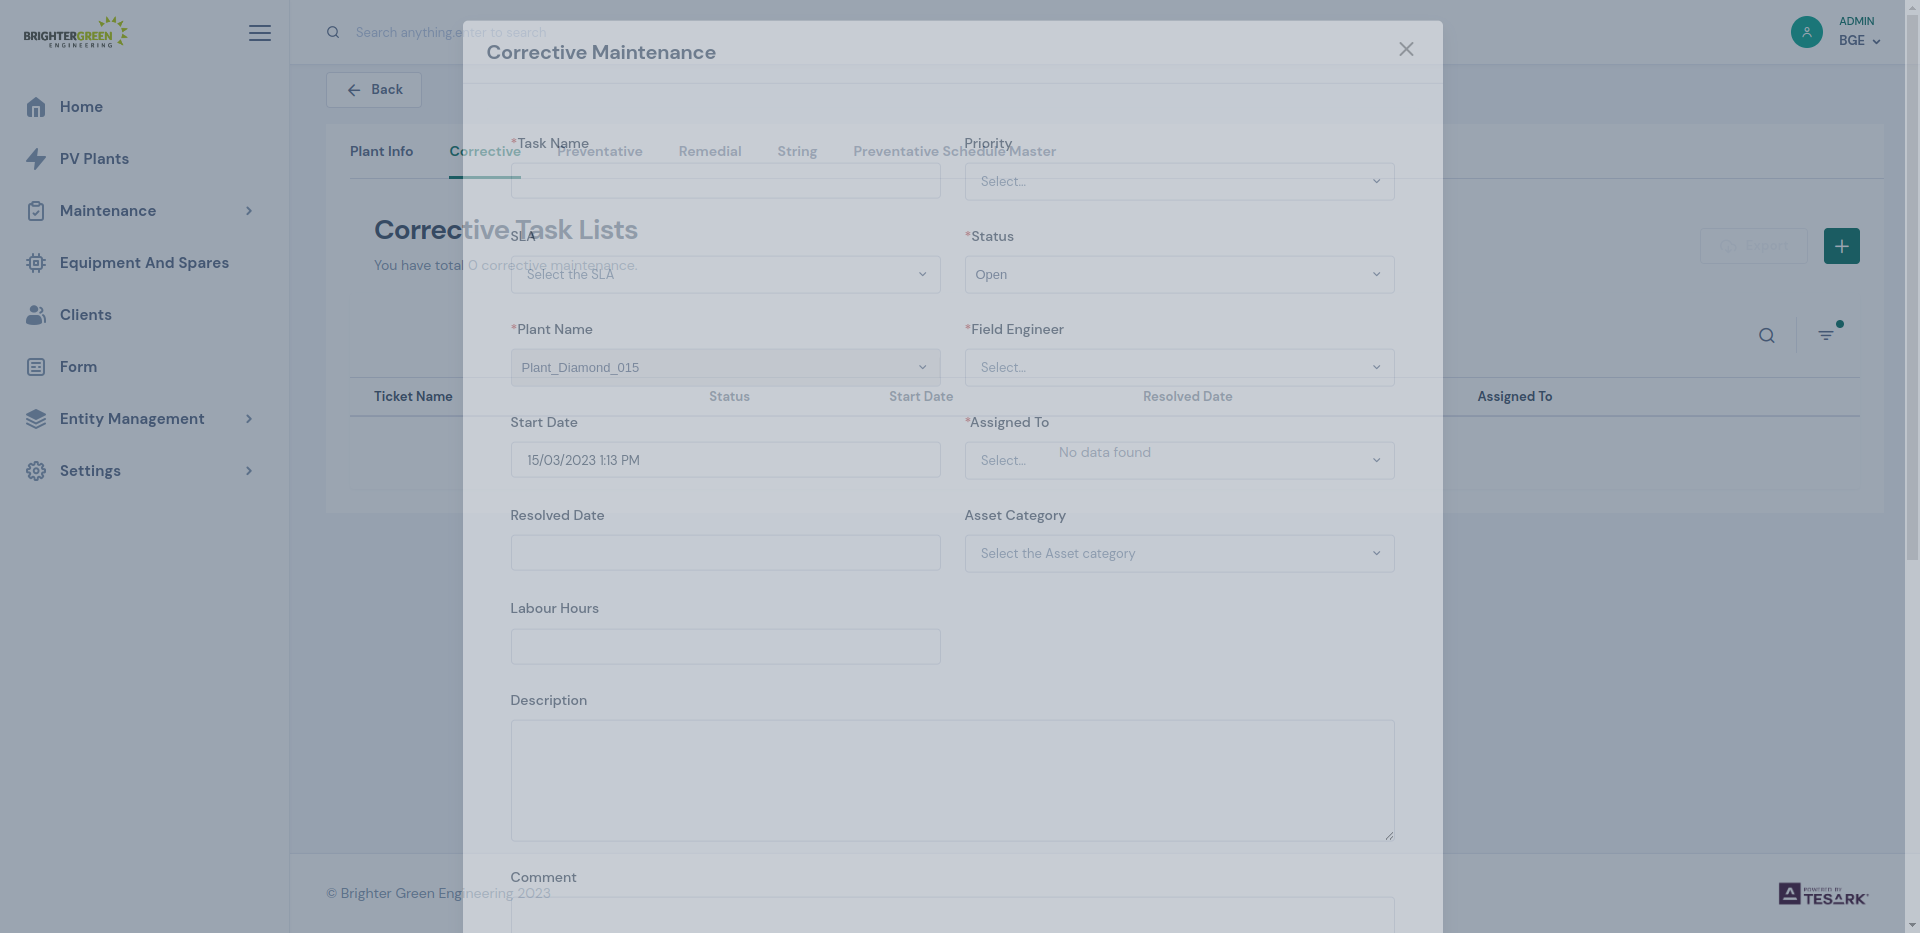 BRIGHTERGREEN
ENGINEERING
Search anything.enter to search
ADMIN
BGE
Home
PV Plants
Maintenance
Equipment And Spares
Clients
Form
Entity Management
Settings
Back
Plant Info
Corrective
Preventative
Remedial
String
Preventative Schedule Master
Corrective Task Lists
You have total 0 corrective maintenance.
Export
Ticket Name
Status
Start Date
Resolved Date
Assigned To
No data found
Corrective Maintenance
*Task Name
Priority
Select...
SLA
Select the SLA
*Status
Open
*Plant Name
Plant_Diamond_015
*Field Engineer
Select...
Start Date
15/03/2023 1:13 PM
*Assigned To
Select...
Resolved Date
Asset Category
Select the Asset category
Labour Hours
Description
Comment
© Brighter Green Engineering 2023
POWERED BY
TESARK